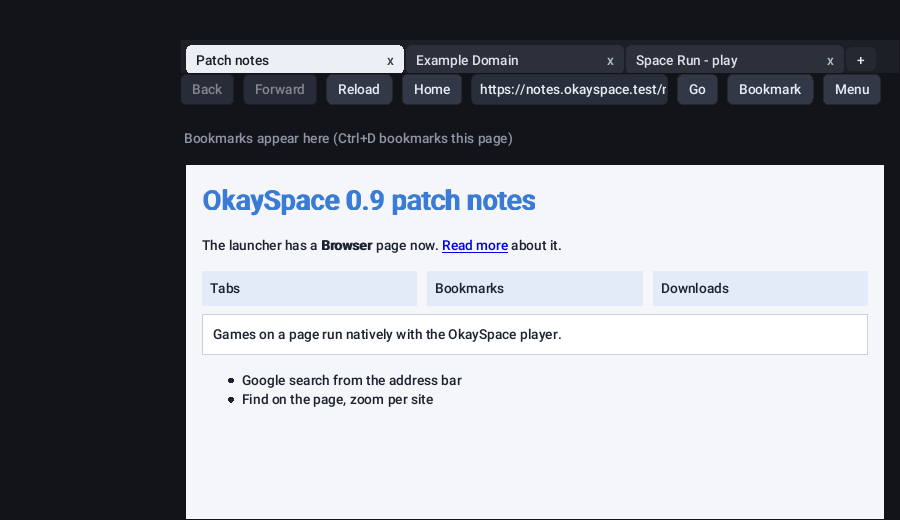 Patch notes x Example Domain x Space Run - play x +
Back Forward Reload Home https://notes.okayspace.test/r Go Bookmark Menu
Bookmarks appear here (Ctrl+D bookmarks this page)
OkaySpace 0.9 patch notes
The launcher has a Browser page now. Read more about it.
Tabs Bookmarks Downloads
Games on a page run natively with the OkaySpace player.
Google search from the address bar
Find on the page, zoom per site